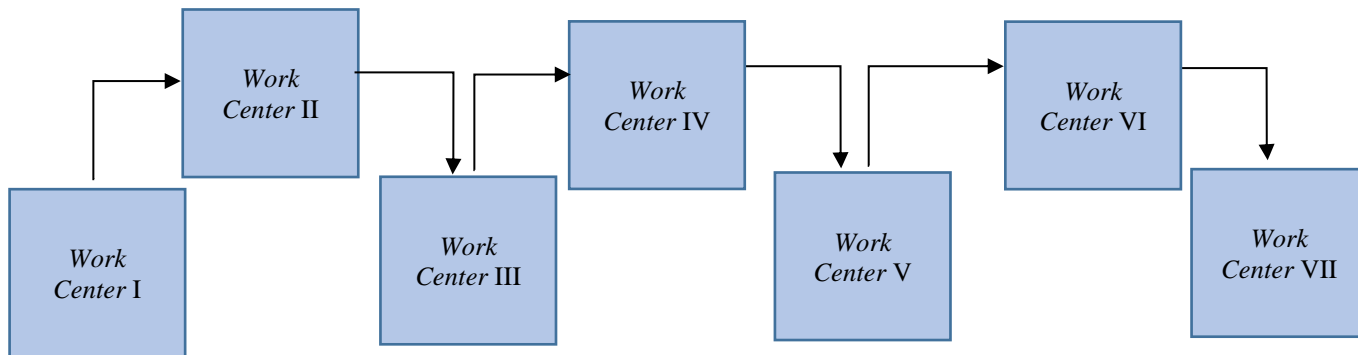 Work
Center I
Work
Center II
Work
Center III
Work
Center IV
Work
Center V
Work
Center VI
Work
Center VII